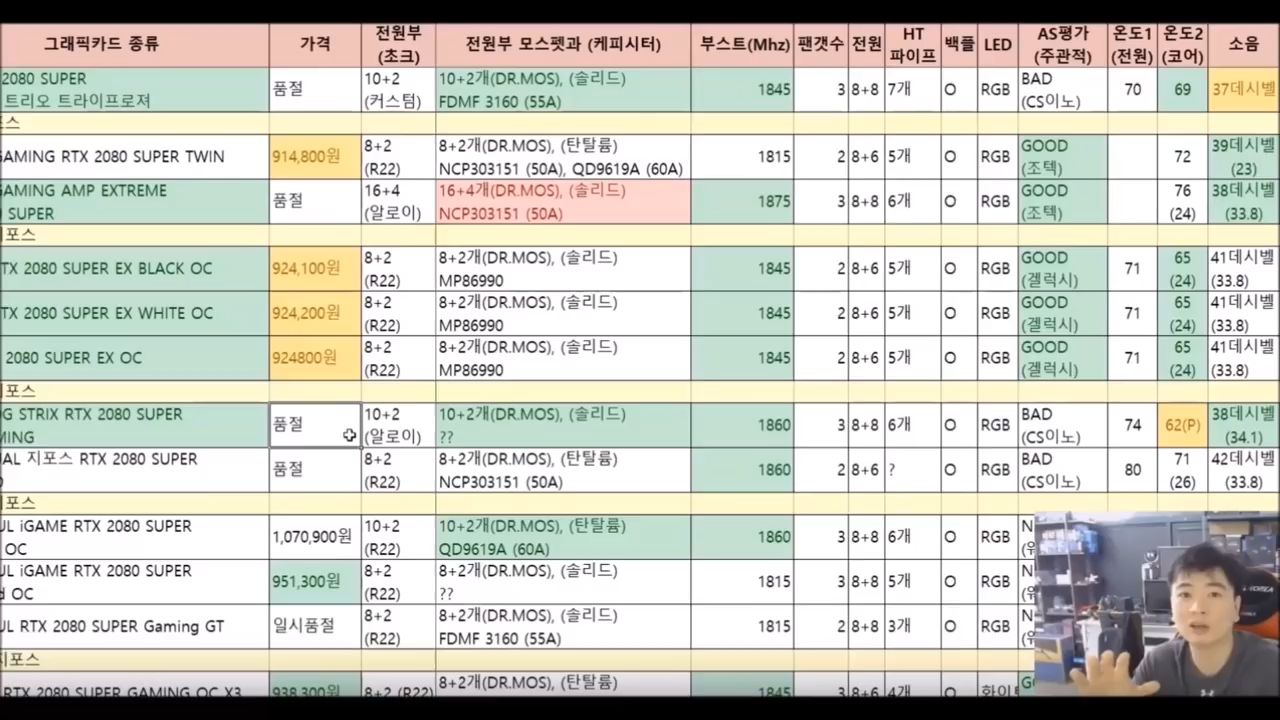 그래픽카드 종류 가격 전원부 (초크) 전원부 모스펫과 (케피시터) 부스트(Mhz) 팬갯수 전원 HT 파이프 백플 LED AS평가 (주관적) 온도1 (전원) 온도2 (코어) 소음
2080 SUPER 품절 10+2 10+2개(DR.MOS), (솔리드) 1845 3 8+8 7개 O RGB BAD 70 69 37데시벨
트리오 트라이프로져 (커스텀) FDMF 3160 (55A) (CS이노)
포스
GAMING RTX 2080 SUPER TWIN 914,800원 8+2 8+2개(DR.MOS), (탄탈륨) 1815 2 8+6 5개 O RGB GOOD 72 39데시벨
(R22) NCP303151 (50A), QD9619A (60A) (조텍) (23)
GAMING AMP EXTREME 품절 16+4 16+4개(DR.MOS), (솔리드) 1875 3 8+8 6개 O RGB GOOD 76 38데시벨
SUPER (알로이) NCP303151 (50A) (조텍) (24) (33.8)
지포스
TX 2080 SUPER EX BLACK OC 924,100원 8+2 8+2개(DR.MOS), (솔리드) 1845 2 8+6 5개 O RGB GOOD 71 65 41데시벨
(R22) MP86990 (겔럭시) (24) (33.8)
TX 2080 SUPER EX WHITE OC 924,200원 8+2 8+2개(DR.MOS), (솔리드) 1845 2 8+6 5개 O RGB GOOD 71 65 41데시벨
(R22) MP86990 (겔럭시) (24) (33.8)
2080 SUPER EX OC 924800원 8+2 8+2개(DR.MOS), (솔리드) 1845 2 8+6 5개 O RGB GOOD 71 65 41데시벨
(R22) MP86990 (겔럭시) (24) (33.8)
지포스
G STRIX RTX 2080 SUPER 품절 10+2 10+2개(DR.MOS), (솔리드) 1860 3 8+8 6개 O RGB BAD 74 62(P) 38데시벨
MING (알로이) ?? (CS이노) (34.1)
JAL 지포스 RTX 2080 SUPER 품절 8+2 8+2개(DR.MOS), (탄탈륨) 1860 2 8+6 ? O RGB BAD 80 71 42데시벨
(R22) NCP303151 (50A) (CS이노) (26) (33.8)
지포스
UL iGAME RTX 2080 SUPER 1,070,900원 10+2 10+2개(DR.MOS), (탄탈륨) 1860 3 8+8 6개 O RGB
OC (R22) QD9619A (60A)
UL iGAME RTX 2080 SUPER 951,300원 8+2 8+2개(DR.MOS), (솔리드) 1815 3 8+8 5개 O RGB
d OC (R22) ??
UL RTX 2080 SUPER Gaming GT 일시품절 8+2 8+2개(DR.MOS), (솔리드) 1815 2 8+8 3개 O RGB
(R22) FDMF 3160 (55A)
지포스
RTX 2080 SUPER GAMING OC X3 938,300원 8+2 (R22) 8+2개(DR.MOS), (탄탈륨) 1845 3 8+6 4개 O 화이트